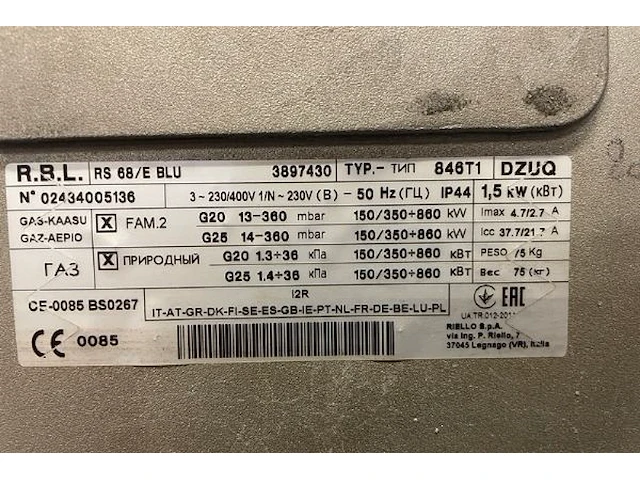 R.B.L. RS 68/E BLU 3897430 TYP.- ТИП 846T1 DZUQ
N° 02434005136 3 ~ 230/400V 1/N ~ 230V (B) - 50 Hz (ГЦ) IP44 1,5 kW (кВт)
GAS-KAASU GAZ-AEPIO X FAM.2 G20 13-360 mbar 150/350÷860 kW Imax 4.7/2.7 A
G25 14-360 mbar 150/350÷860 kW Icc 37.7/21.7 A
ГАЗ X ПРИРОДНЫЙ G20 1.3÷36 кПа 150/350÷860 кВт PESO 75 Kg
G25 1.4÷36 кПа 150/350÷860 кВт Вес 75 (кг)
CE-0085 BS0267 I2R EAC
IT-AT-GR-DK-FI-SE-ES-GB-IE-PT-NL-FR-DE-BE-LU-PL
UA.TR.012-2011
CE 0085 RIELLO S.p.A.
via Ing. P. Riello, 7
37045 Legnago (VR), Italia